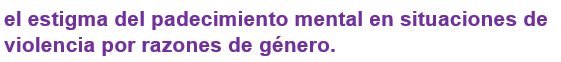 el estigma del padecimiento mental en situaciones de
violencia por razones de género.